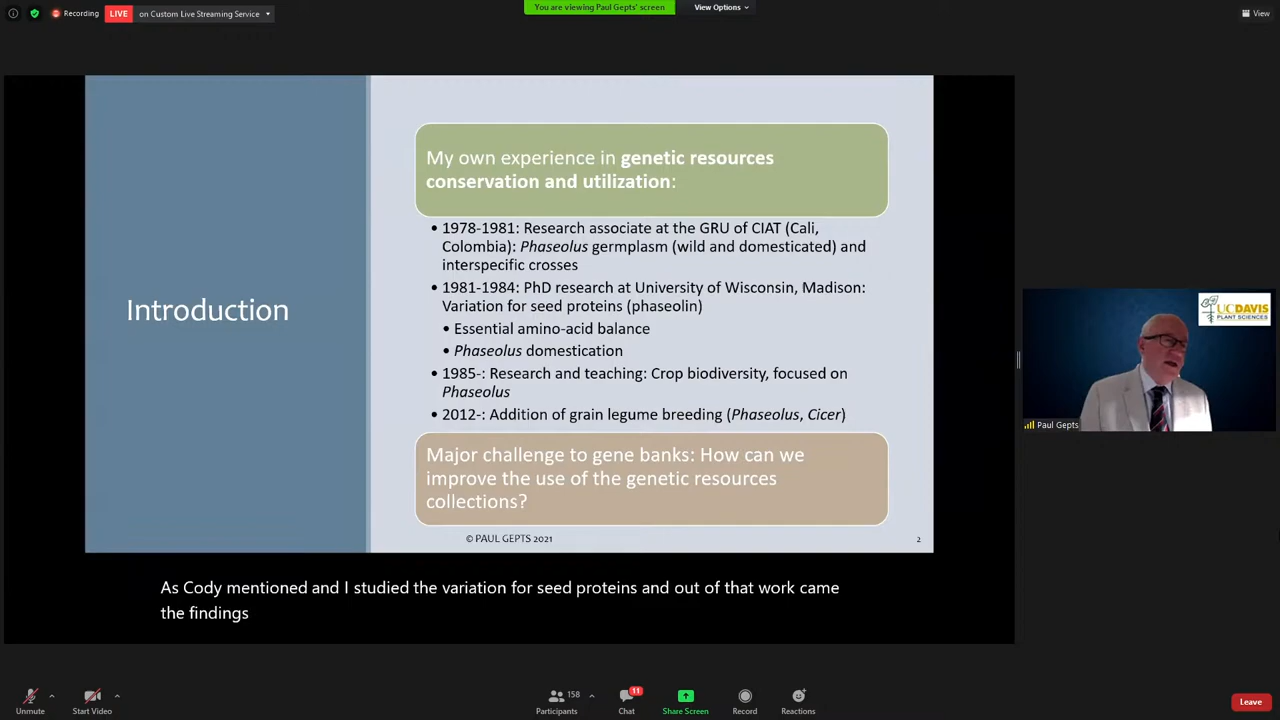 Recording
LIVE
on Custom Live Streaming Service
You are viewing Paul Gepts' screen
View Options
View
Introduction
My own experience in genetic resources
conservation and utilization:
• 1978-1981: Research associate at the GRU of CIAT (Cali,
Colombia): Phaseolus germplasm (wild and domesticated) and
interspecific crosses
• 1981-1984: PhD research at University of Wisconsin, Madison:
Variation for seed proteins (phaseolin)
• Essential amino-acid balance
• Phaseolus domestication
• 1985-: Research and teaching: Crop biodiversity, focused on
Phaseolus
• 2012-: Addition of grain legume breeding (Phaseolus, Cicer)
Major challenge to gene banks: How can we
improve the use of the genetic resources
collections?
© PAUL GEPTS 2021
2
UCDAVIS
PLANT SCIENCES
Paul Gepts
As Cody mentioned and I studied the variation for seed proteins and out of that work came
the findings
Unmute
Start Video
158
Participants
11
Chat
Share Screen
Record
Reactions
Leave